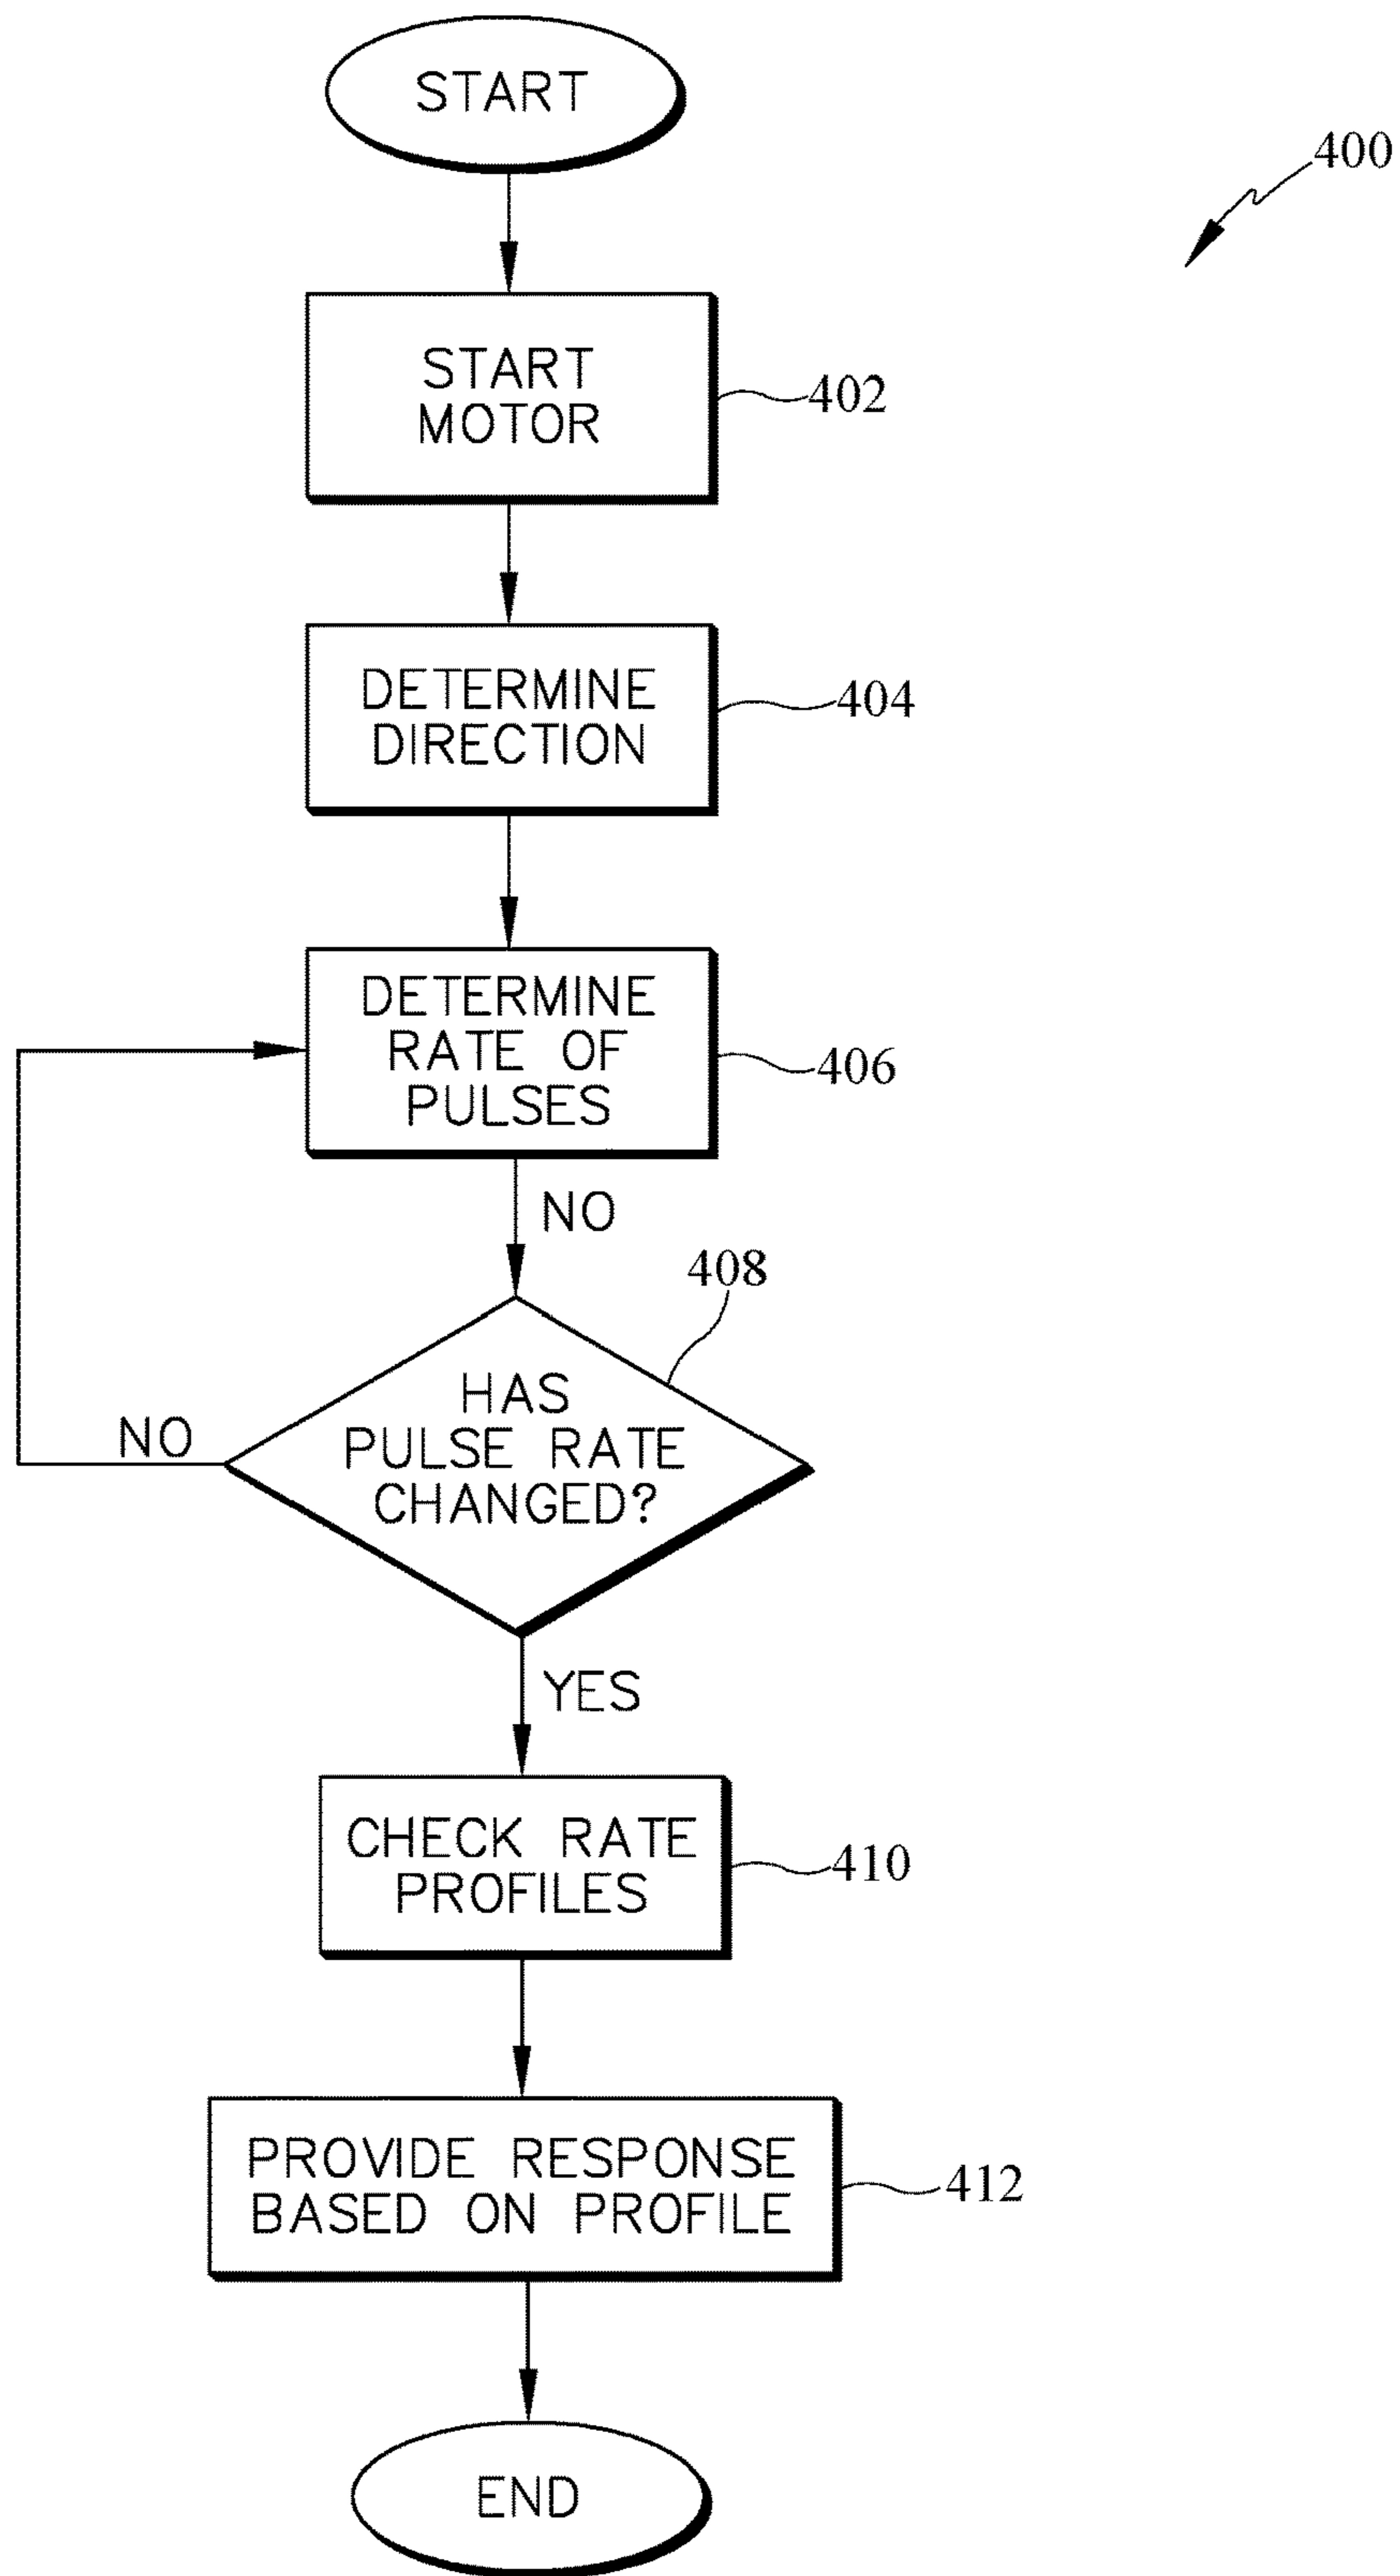 START
400
START
MOTOR
402
DETERMINE
DIRECTION
404
DETERMINE
RATE OF
PULSES
406
NO
408
HAS
PULSE RATE
CHANGED?
NO
YES
CHECK RATE
PROFILES
410
PROVIDE RESPONSE
BASED ON PROFILE
412
END